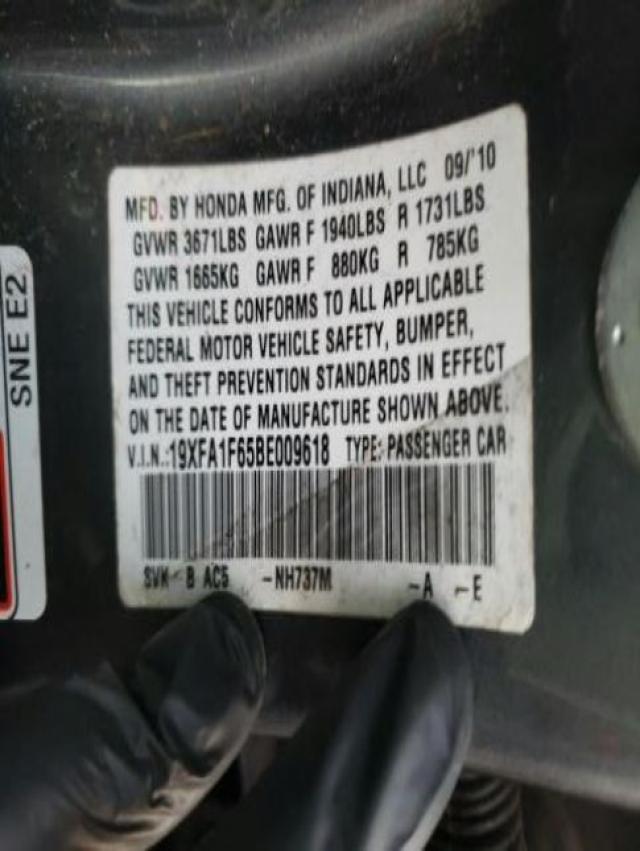 MFD. BY HONDA MFG. OF INDIANA, LLC 09/'10
GVWR 3671LBS GAWR F 1940LBS R 1731LBS
GVWR 1665KG GAWR F 880KG R 785KG
THIS VEHICLE CONFORMS TO ALL APPLICABLE
FEDERAL MOTOR VEHICLE SAFETY, BUMPER,
AND THEFT PREVENTION STANDARDS IN EFFECT
ON THE DATE OF MANUFACTURE SHOWN ABOVE.
V.I.N.:19XFA1F65BE009618 TYPE: PASSENGER CAR
SVK-B AC5 -NH737M -A -E
SNE E2